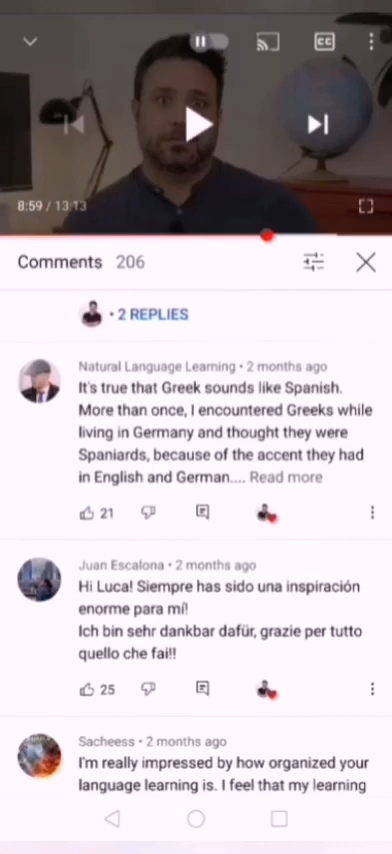 CC
8:59 / 13:13
Comments 206
• 2 REPLIES
Natural Language Learning • 2 months ago
It's true that Greek sounds like Spanish.
More than once, I encountered Greeks while
living in Germany and thought they were
Spaniards, because of the accent they had
in English and German.... Read more
21
Juan Escalona • 2 months ago
Hi Luca! Siempre has sido una inspiración
enorme para mí!
Ich bin sehr dankbar dafür, grazie per tutto
quello che fai!!
25
Sacheess • 2 months ago
I'm really impressed by how organized your
language learning is. I feel that my learning